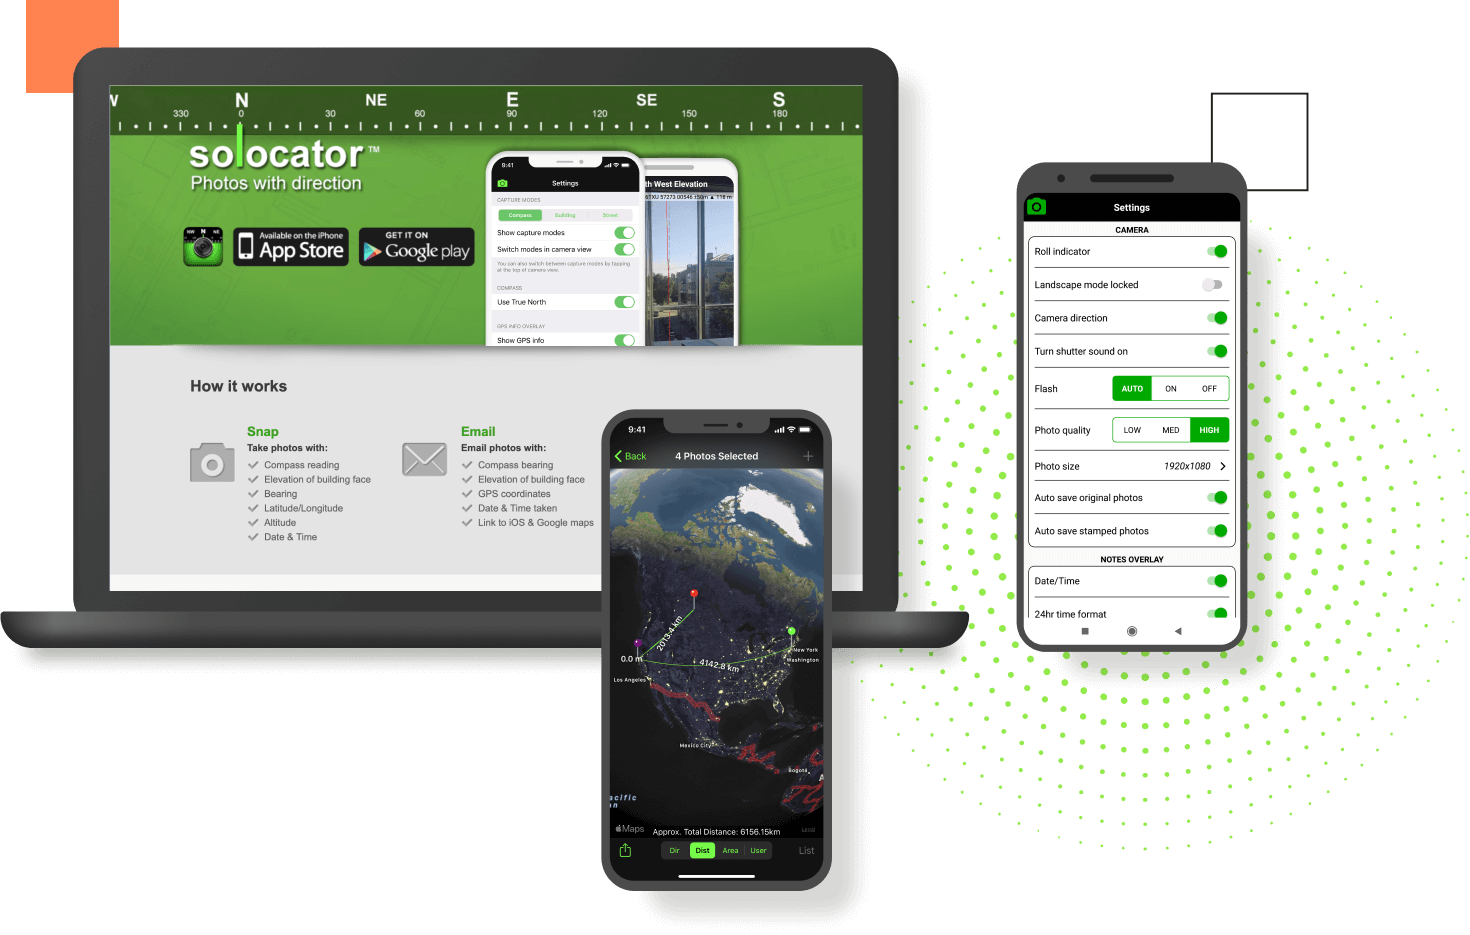 W N NE E SE S
330 0 30 60 90 120 150 180
solocator™
Photos with direction
NW N NE
Available on the iPhone
App Store
GET IT ON
Google play
9:41
Settings
CAPTURE MODES
Compass Building Street
Show capture modes
Switch modes in camera view
You can also switch between capture modes by tapping
at the top of camera view.
COMPASS
Use True North
GPS INFO OVERLAY
Show GPS info
th West Elevation
6TXU 57273 00546 ±50m ▲ 118 m
How it works
Snap
Take photos with:
Compass reading
Elevation of building face
Bearing
Latitude/Longitude
Altitude
Date & Time
Email
Email photos with:
Compass bearing
Elevation of building face
GPS coordinates
Date & Time taken
Link to iOS & Google maps
9:41
Back 4 Photos Selected +
2013.4 km
0.0 m
4142.8 km
New York
Washington
Los Angeles
Mexico City
Bogotá
A
acific
an
Maps
Approx. Total Distance: 6156.15km
Dir Dist Area User List
Settings
CAMERA
Roll indicator
Landscape mode locked
Camera direction
Turn shutter sound on
Flash AUTO ON OFF
Photo quality LOW MED HIGH
Photo size 1920x1080 >
Auto save original photos
Auto save stamped photos
NOTES OVERLAY
Date/Time
24hr time format